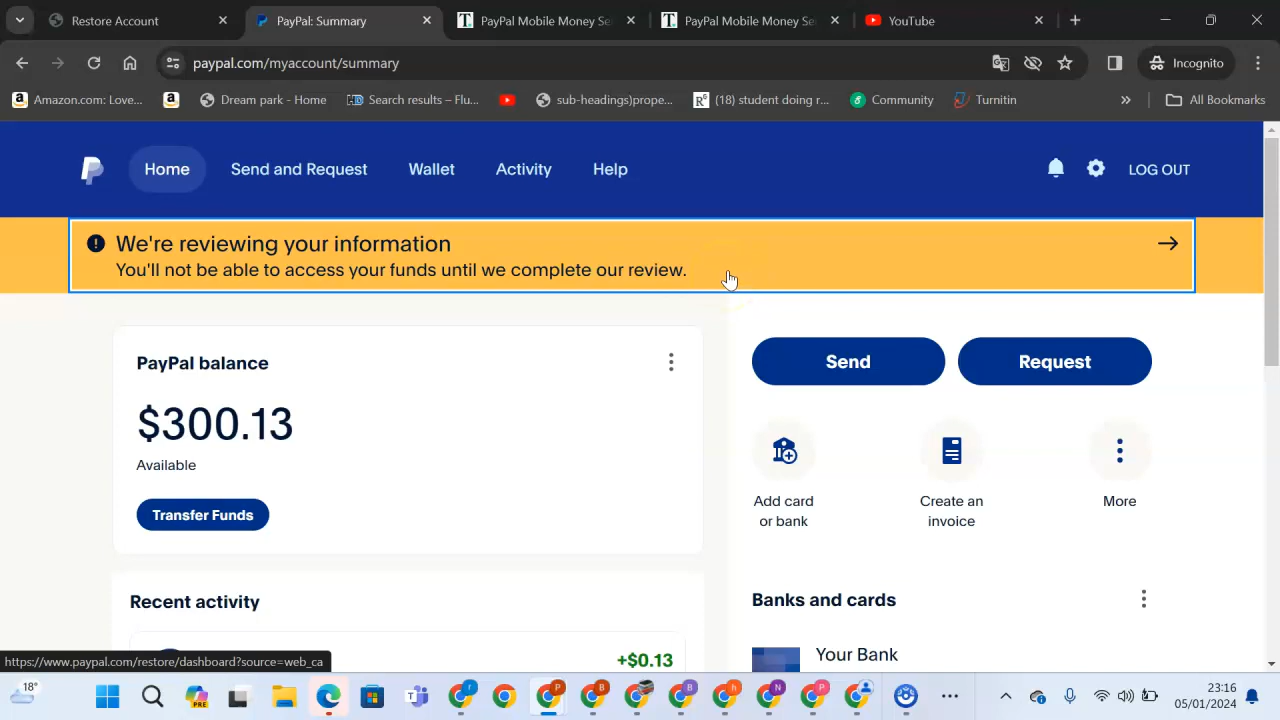 Restore Account
PayPal: Summary
PayPal Mobile Money Se
PayPal Mobile Money Se
YouTube
paypal.com/myaccount/summary
Incognito
Amazon.com: Love...
Dream park - Home
Search results – Flu...
sub-headings)prope...
(18) student doing r...
Community
Turnitin
»
All Bookmarks
Home
Send and Request
Wallet
Activity
Help
LOG OUT
We're reviewing your information
You'll not be able to access your funds until we complete our review.
PayPal balance
$300.13
Available
Transfer Funds
Send
Request
Add card
or bank
Create an
invoice
More
Recent activity
+$0.13
Banks and cards
Your Bank
https://www.paypal.com/restore/dashboard?source=web_ca
18°
PRE
23:16
05/01/2024